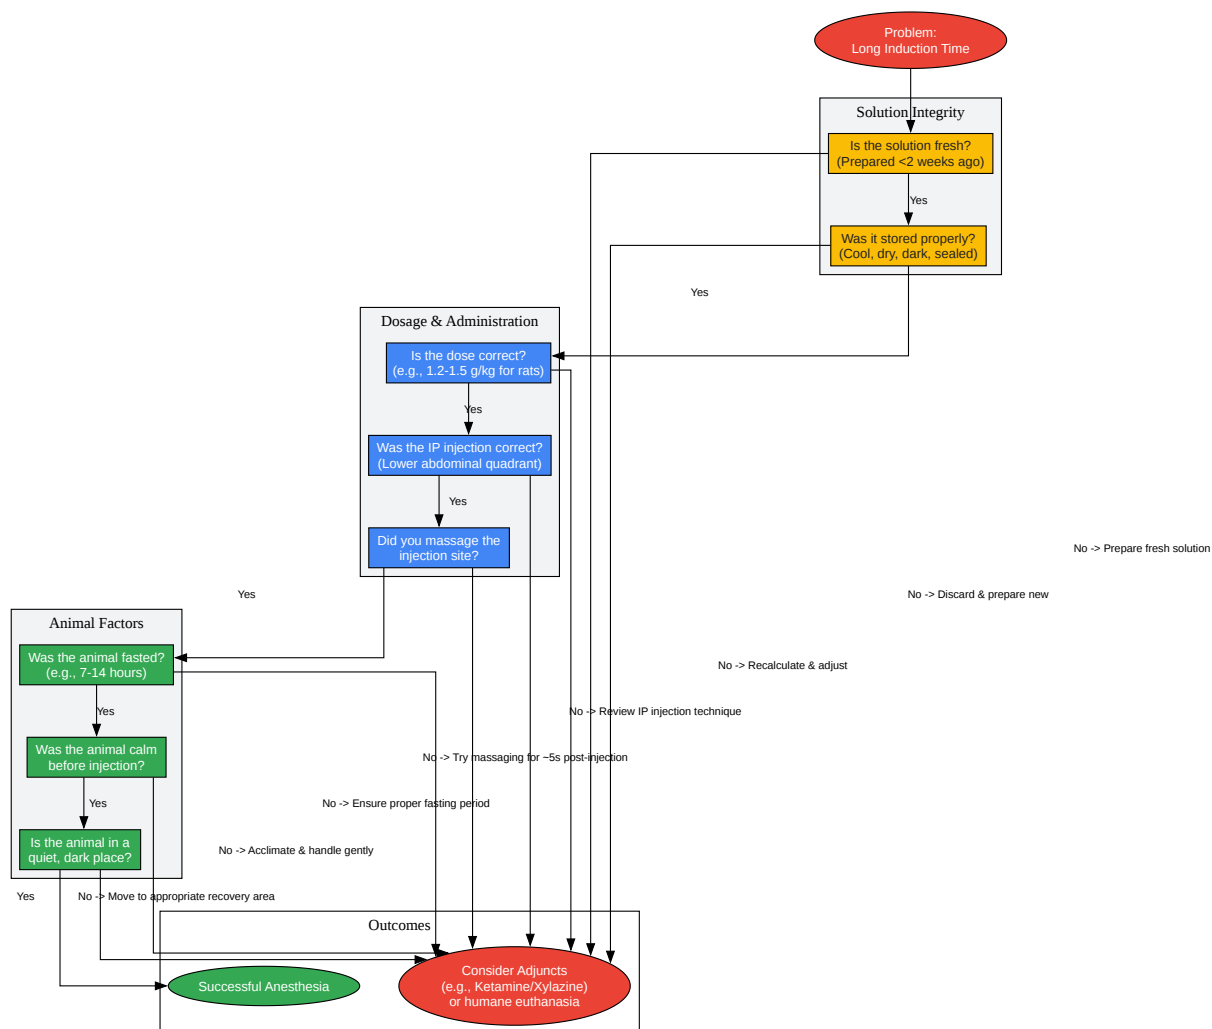 Problem:
Long Induction Time
Solution Integrity
Is the solution fresh?
(Prepared <2 weeks ago)
Yes
Was it stored properly?
(Cool, dry, dark, sealed)
Yes
Dosage & Administration
Is the dose correct?
(e.g., 1.2-1.5 g/kg for rats)
Yes
Was the IP injection correct?
(Lower abdominal quadrant)
Yes
Did you massage the
injection site?
No -> Prepare fresh solution
Yes
No -> Discard & prepare new
Animal Factors
Was the animal fasted?
(e.g., 7-14 hours)
No -> Recalculate & adjust
Yes
No -> Review IP injection technique
Was the animal calm
before injection?
No -> Try massaging for ~5s post-injection
Yes
No -> Ensure proper fasting period
Is the animal in a
quiet, dark place?
No -> Acclimate & handle gently
Yes
No -> Move to appropriate recovery area
Outcomes
Successful Anesthesia
Consider Adjuncts
(e.g., Ketamine/Xylazine)
or humane euthanasia